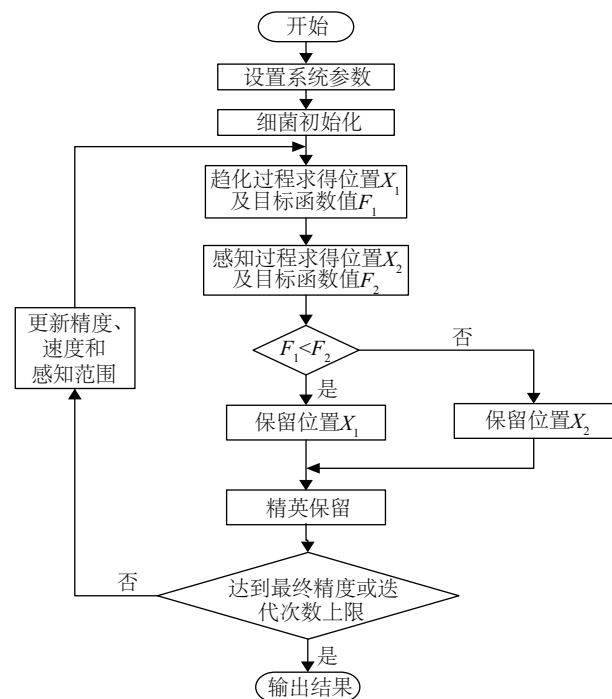 开始
设置系统参数
细菌初始化
趋化过程求得位置X₁
及目标函数值F₁
感知过程求得位置X₂
及目标函数值F₂
更新精度、
速度和
感知范围
F₁<F₂
否
是
保留位置X₁
保留位置X₂
精英保留
否
达到最终精度或迭
代次数上限
是
输出结果